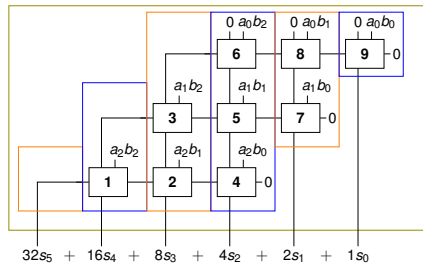 0 a₀b₂ 0 a₀b₁ 0 a₀b₀
6 8 9 0
a₁b₂ a₁b₁ a₁b₀
3 5 7 0
a₂b₂ a₂b₁ a₂b₀
1 2 4 0
32s₅ + 16s₄ + 8s₃ + 4s₂ + 2s₁ + 1s₀